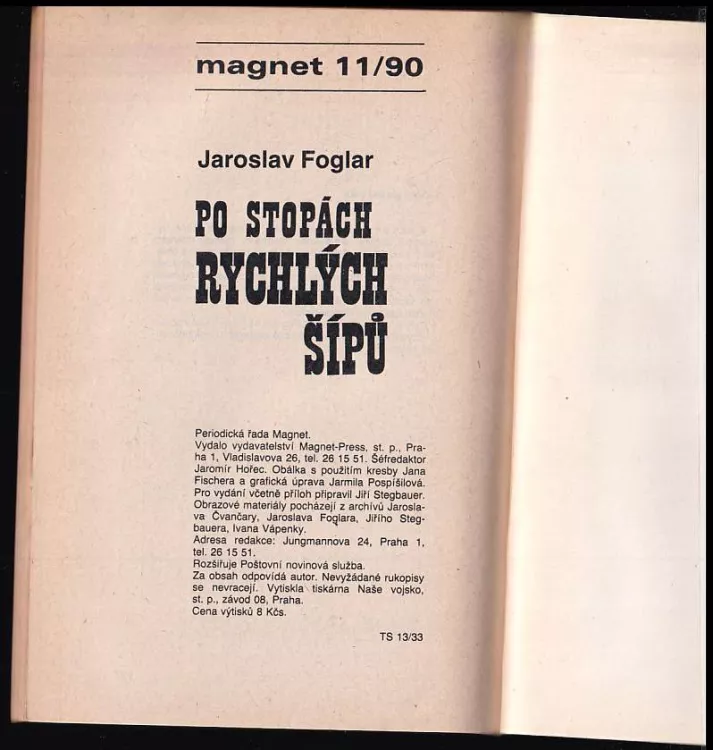 magnet 11/90
Jaroslav Foglar
PO STOPÁCH
RYCHLÝCH
ŠÍPŮ
Periodická řada Magnet.
Vydalo vydavatelství Magnet-Press, st. p., Pra-
ha 1, Vladislavova 26, tel. 26 15 51. Šéfredaktor
Jaromír Hořec. Obálka s použitím kresby Jana
Fischera a grafická úprava Jarmila Pospíšilová.
Pro vydání včetně příloh připravil Jiří Stegbauer.
Obrazové materiály pocházejí z archívů Jarosla-
va Čvančary, Jaroslava Foglara, Jiřího Steg-
bauera, Ivana Vápenky.
Adresa redakce: Jungmannova 24, Praha 1,
tel. 26 15 51.
Rozšiřuje Poštovní novinová služba.
Za obsah odpovídá autor. Nevyžádané rukopisy
se nevracejí. Vytiskla tiskárna Naše vojsko,
st. p., závod 08, Praha.
Cena výtisků 8 Kčs.
TS 13/33